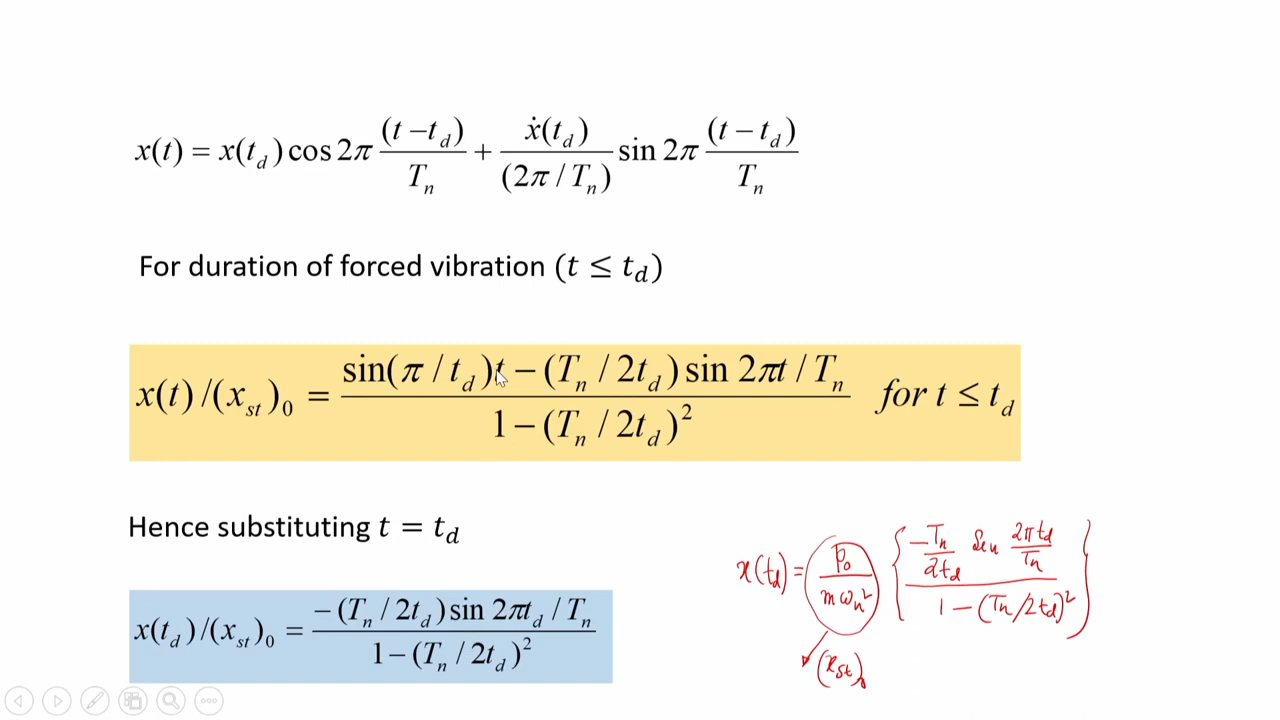 x(t) = x(t_d) cos 2π (t − t_d)/T_n + ẋ(t_d)/(2π / T_n) sin 2π (t − t_d)/T_n
For duration of forced vibration (t ≤ t_d)
x(t)/(x_st)_0 = (sin(π / t_d)t − (T_n / 2t_d) sin 2πt / T_n)/(1 − (T_n / 2t_d)^2) for t ≤ t_d
Hence substituting t = t_d
x(t_d) = p_0/(mω_n^2) { (−T_n/2t_d Sin 2πt_d/T_n)/(1 − (T_n/2t_d)^2) }
x(t_d)/(x_st)_0 = (−(T_n / 2t_d) sin 2πt_d / T_n)/(1 − (T_n / 2t_d)^2)
(x_st)_0